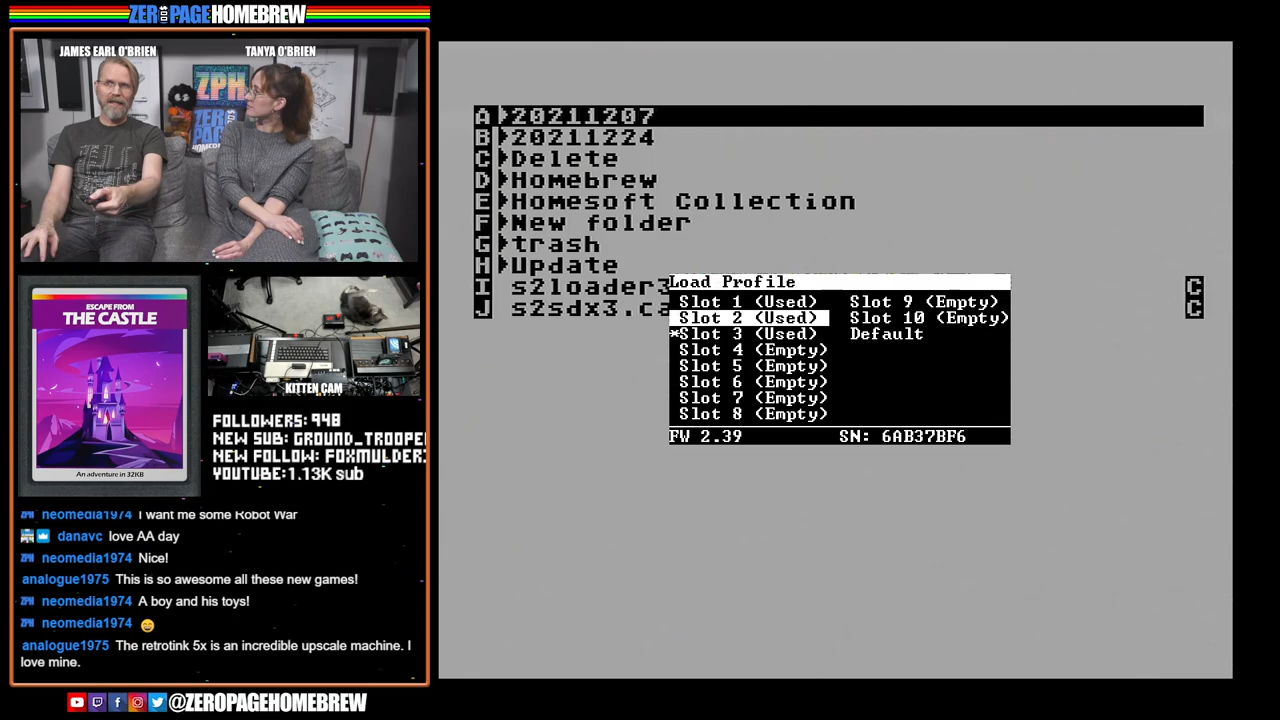 ZERO PAGE HOMEBREW
JAMES EARL O'BRIEN
TANYA O'BRIEN
ZPH
ESCAPE FROM
THE CASTLE
An adventure in 32KB
KITTEN CAM
FOLLOWERS: 948
NEW SUB: GROUND_TROOPER
NEW FOLLOW: FOXMULDER
YOUTUBE: 1.13K sub
neomedia1974 I want me some Robot War
danavc love AA day
neomedia1974 Nice!
analogue1975 This is so awesome all these new games!
neomedia1974 A boy and his toys!
neomedia1974 😄
analogue1975 The retrotink 5x is an incredible upscale machine. I
love mine.
@ZEROPAGEHOMEBREW
A 20211207
B 20211224
C Delete
D Homebrew
E Homesoft Collection
F New folder
G trash
H Update
I s2loader3 C
J s2sdx3.ca C
Load Profile
Slot 1 (Used) Slot 9 (Empty)
Slot 2 (Used) Slot 10 (Empty)
*Slot 3 (Used) Default
Slot 4 (Empty)
Slot 5 (Empty)
Slot 6 (Empty)
Slot 7 (Empty)
Slot 8 (Empty)
FW 2.39 SN: 6AB37BF6